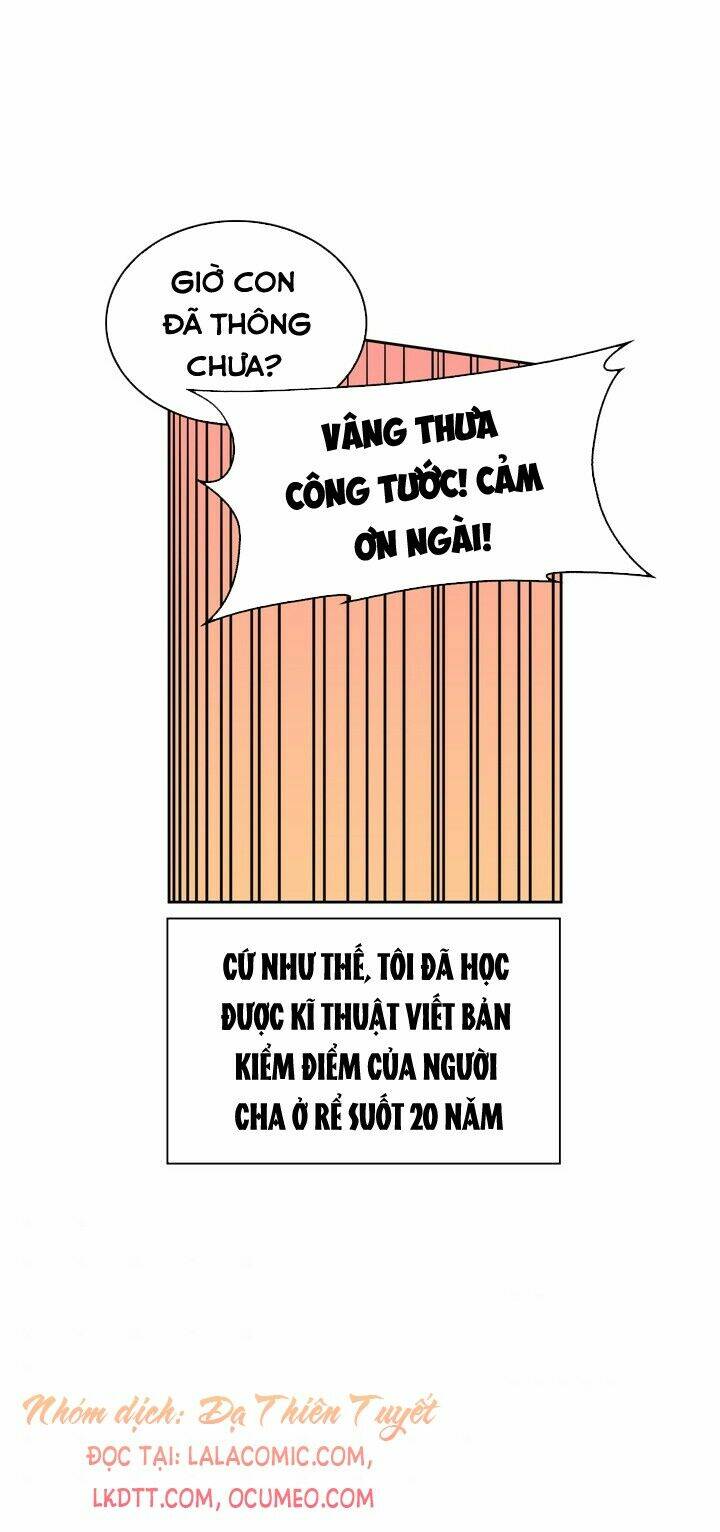 GIỜ CON
ĐÃ THÔNG
CHƯA?
VÂNG THƯA
CÔNG TƯỚC! CẢM
ƠN NGÀI!
CỨ NHƯ THẾ, TÔI ĐÃ HỌC
ĐƯỢC KĨ THUẬT VIẾT BẢN
KIỂM ĐIỂM CỦA NGƯỜI
CHA Ở RỂ SUỐT 20 NĂM
Nhóm dịch: Dạ Thiên Tuyết
ĐỌC TẠI: LALACOMIC.COM,
LKDTT.COM, OCUMEO.COM